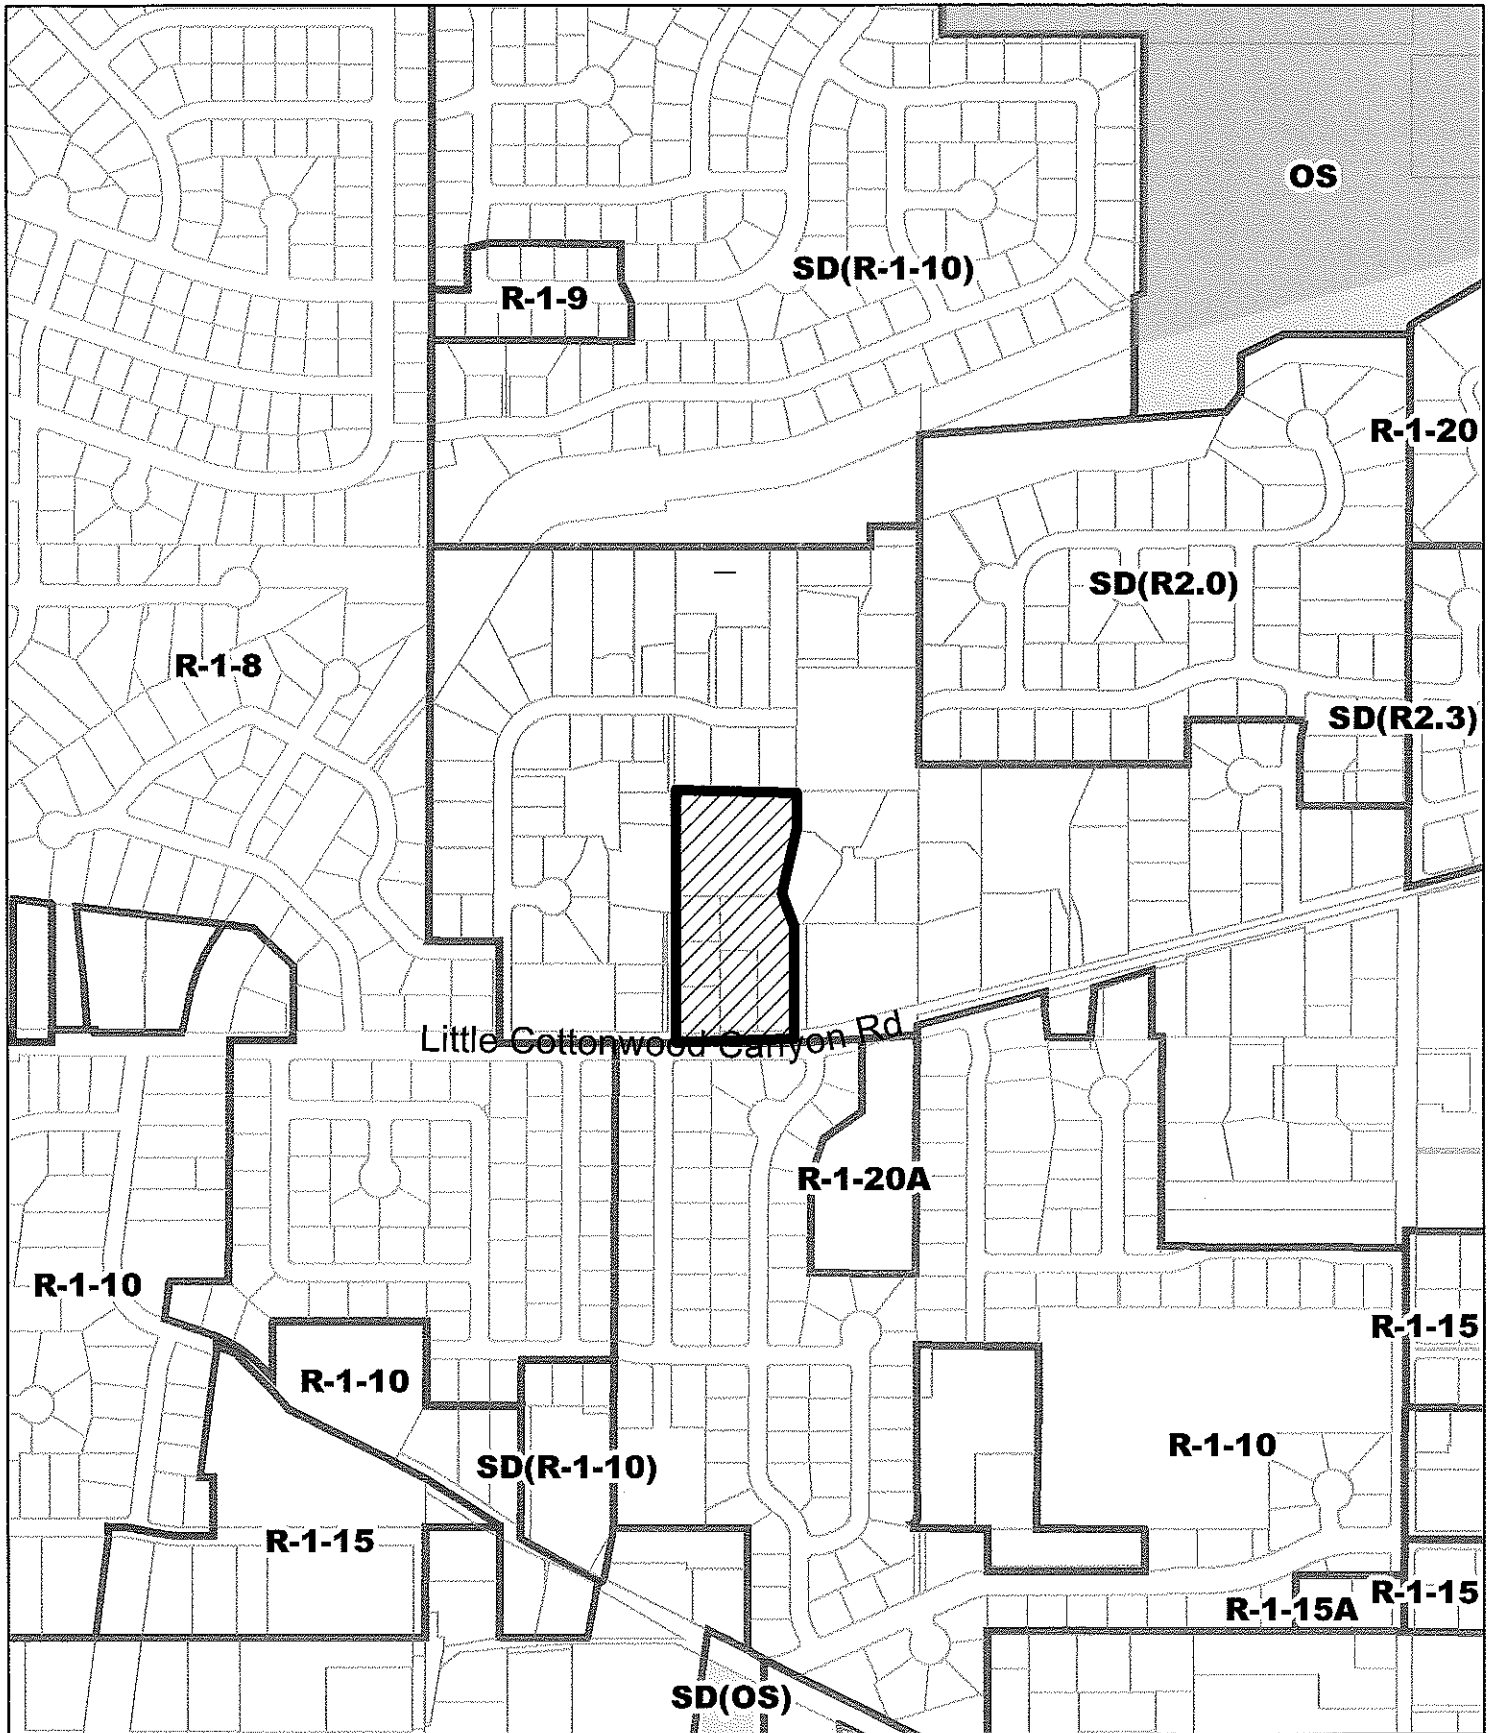 OS
SD(R-1-10)
R-1-9
R-1-20
SD(R2.0)
R-1-8
SD(R2.3)
Little Cottonwood Canyon Rd
R-1-20A
R-1-10
R-1-15
R-1-10
R-1-10
SD(R-1-10)
R-1-15
R-1-15
R-1-15A
SD(OS)